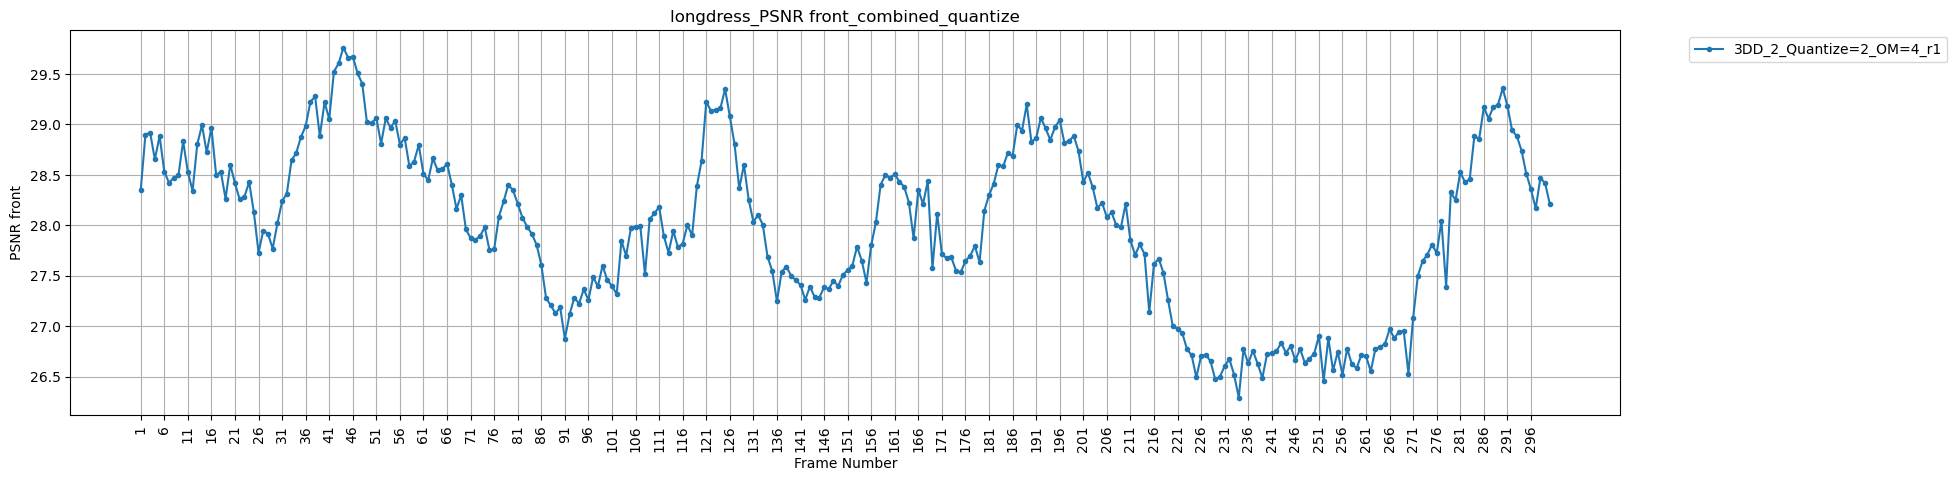 longdress_PSNR front_combined_quantize
3DD_2_Quantize=2_OM=4_r1
PSNR front
29.5
29.0
28.5
28.0
27.5
27.0
26.5
1 6 11 16 21 26 31 36 41 46 51 56 61 66 71 76 81 86 91 96 101 106 111 116 121 126 131 136 141 146 151 156 161 166 171 176 181 186 191 196 201 206 211 216 221 226 231 236 241 246 251 256 261 266 271 276 281 286 291 296
Frame Number